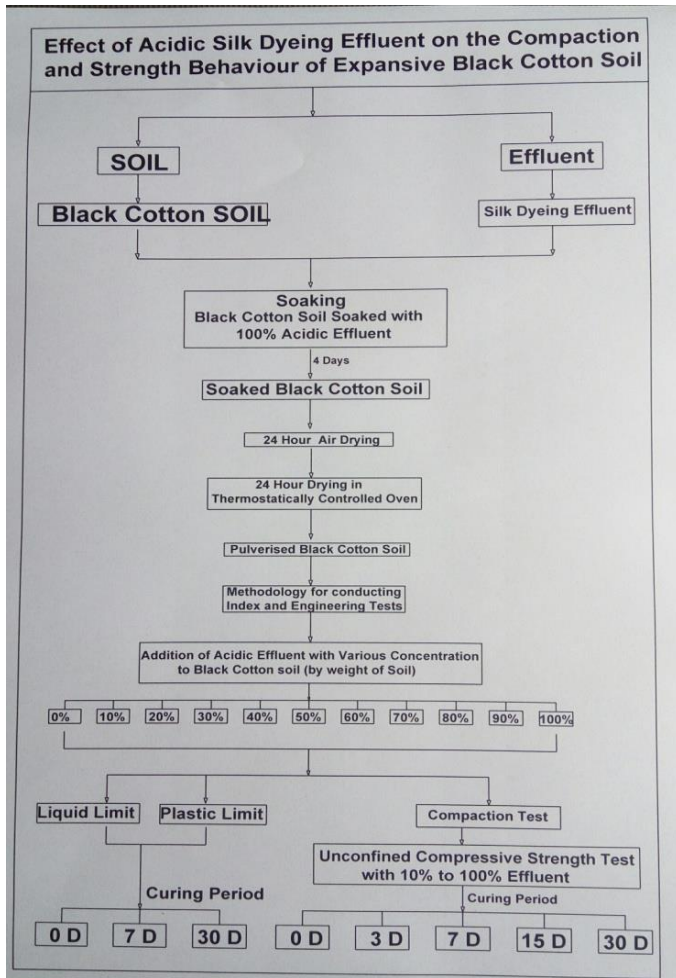 Effect of Acidic Silk Dyeing Effluent on the Compaction
and Strength Behaviour of Expansive Black Cotton Soil
SOIL
Effluent
Black Cotton SOIL
Silk Dyeing Effluent
Soaking
Black Cotton Soil Soaked with
100% Acidic Effluent
4 Days
Soaked Black Cotton Soil
24 Hour Air Drying
24 Hour Drying in
Thermostatically Controlled Oven
Pulverised Black Cotton Soil
Methodology for conducting
Index and Engineering Tests
Addition of Acidic Effluent with Various Concentration
to Black Cotton soil (by weight of Soil)
0% 10% 20% 30% 40% 50% 60% 70% 80% 90% 100%
Liquid Limit Plastic Limit
Compaction Test
Unconfined Compressive Strength Test
with 10% to 100% Effluent
Curing Period
Curing Period
0 D 7 D 30 D 0 D 3 D 7 D 15 D 30 D